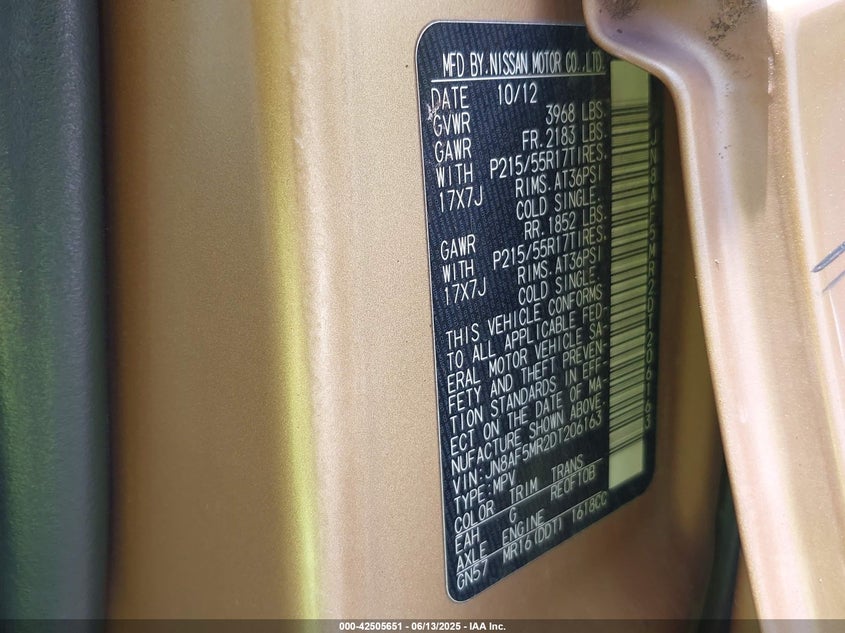 MFD BY.NISSAN MOTOR CO.,LTD.
DATE 10/12
GVWR 3968 LBS.
GAWR FR.2183 LBS.
WITH P215/55R17TIRES,
17X7J RIMS.AT36PSI
COLD SINGLE.
GAWR RR.1852 LBS.
WITH P215/55R17TIRES,
17X7J RIMS.AT36PSI
COLD SINGLE.
THIS VEHICLE CONFORMS
TO ALL APPLICABLE FED-
ERAL MOTOR VEHICLE SA-
FETY AND THEFT PREVEN-
TION STANDARDS IN EFF-
ECT ON THE DATE OF MA-
NUFACTURE SHOWN ABOVE.
VIN:JN8AF5MR2DT206163
TYPE:MPV
COLOR TRIM TRANS
EAH G RE0FTOB
AXLE ENGINE
GN57 MR16(DDT) 1618CC
JN8AF5MR2DT206163
000-42505651 - 06/13/2025 - IAA Inc.